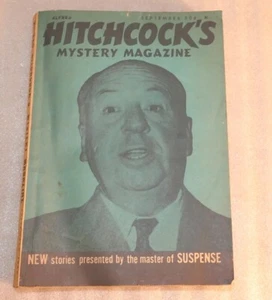 ALFRED SEPTEMBER
HITCHCOCK'S
MYSTERY MAGAZINE
NEW stories presented by the master of SUSPENSE